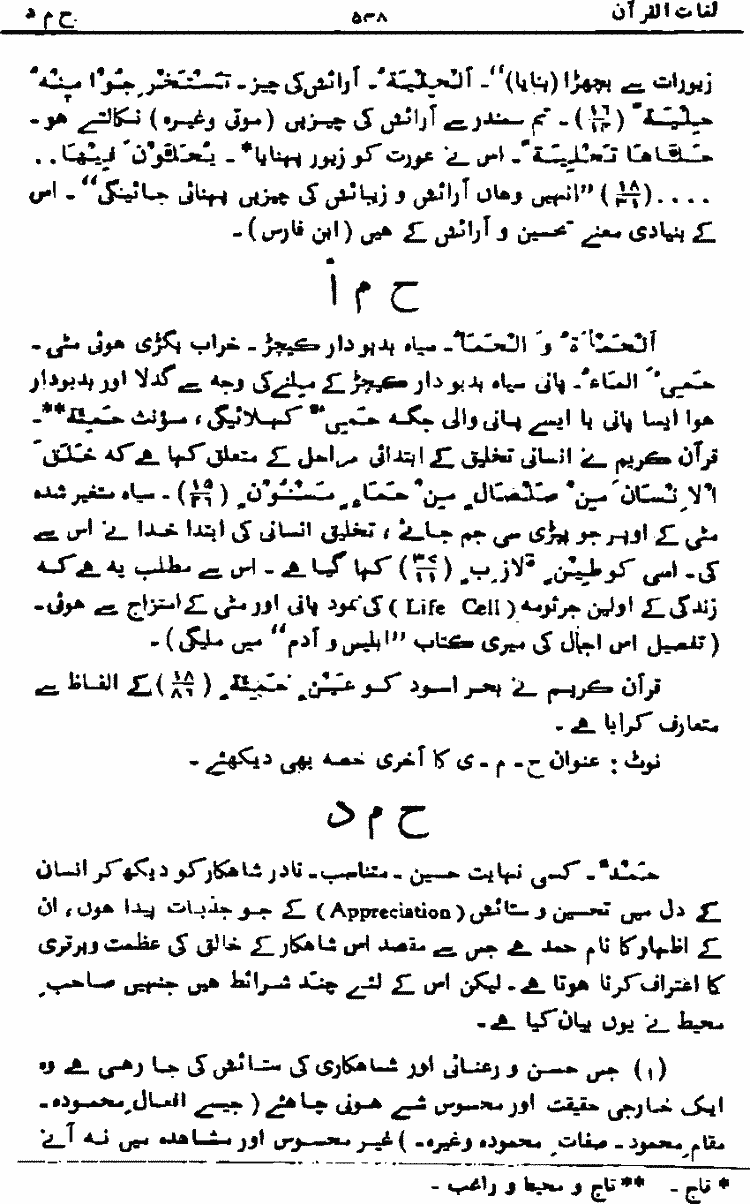 لغات القرآن ۵۳۸ ح م د
زیورات سے بچھڑا (بنایا)“۔ اَلْحِلْیَۃُ۔ آرائش کی چیز۔ تَسْتَخْرِجُوْا مِنْہُ
حِلْیَۃً (۱۶/۱۴)۔ تم سمندر سے آرائش کی چیزیں (موتی وغیرہ) نکالتے ہو۔
حَلَّاھَا تَحْلِیَۃً۔ اس نے عورت کو زیور پہنایا*۔ یُحَلَّوْنَ فِیْھَا..
....(۱۸/۳۱) ”انہیں وہاں آرائش و زیبائش کی چیزیں پہنائی جائینگی“۔ اس
کے بنیادی معنے تحسین و آرائش کے ہیں (ابن فارس)۔
ح م أ
اَلْحَمْاَۃُ وَ الْحَمَأُ۔ سیاہ بدبو دار کیچڑ۔ خراب بگڑی ہوئی مٹی۔
حَمِیَٔ الماءُ۔ پانی سیاہ بدبو دار کیچڑ کے ملنے کی وجہ سے گدلا اور بدبودار
ہوا ایسا پانی یا ایسے پانی والی جگہ حَمِیٌٔ کہلائیگی، مؤنث حَمِئَۃٌ**۔
قرآن کریم نے انسانی تخلیق کے ابتدائی مراحل کے متعلق کہا ہے کہ خَلَقَ
الْاِنْسَانَ مِنْ صَلْصَالٍ مِنْ حَمَاٍ مَسْنُوْنٍ (۱۵/۲۶)۔ سیاہ متغیر شدہ
مٹی کے اوپر جو پپڑی سی جم جائے، تخلیق انسانی کی ابتدا خدا نے اس سے
کی۔ اسی کو طِیْنٍ لَازِبٍ (۳۷/۱۱) کہا گیا ہے۔ اس سے مطلب یہ ہے کہ
زندگی کے اولین جرثومہ (Life Cell) کی نمود پانی اور مٹی کے امتزاج سے ہوئی۔
(تفصیل اس اجمال کی میری کتاب ”ابلیس و آدم“ میں ملیگی)۔
قرآن کریم نے بحر اسود کو عَیْنٍ حَمِئَۃٍ (۱۸/۸۶) کے الفاظ سے
متعارف کرایا ہے۔
نوٹ: عنوان ح۔م۔ی کا آخری حصہ بھی دیکھئے۔
ح م د
حَمْدٌ۔ کسی نہایت حسین۔ متناسب۔ نادر شاہکار کو دیکھ کر انسان
کے دل میں تحسین و ستائش (Appreciation) کے جو جذبات پیدا ہوں، ان
کے اظہار کا نام حمد ہے جس سے مقصد اس شاہکار کے خالق کی عظمت و برتری
کا اعتراف کرنا ہوتا ہے۔ لیکن اس کے لئے چند شرائط ہیں جنہیں صاحبِ
محیط نے یوں بیان کیا ہے۔
(۱) جس حسن و رعنائی اور شاہکاری کی ستائش کی جا رہی ہے وہ
ایک خارجی حقیقت اور محسوس شے ہونی چاہئے (جیسے افعالِ محمودہ۔
مقامِ محمود۔ صفاتِ محمودہ وغیرہ۔) غیر محسوس اور مشاہدہ میں نہ آنے
* تاج۔ ** تاج و محیط و راغب۔